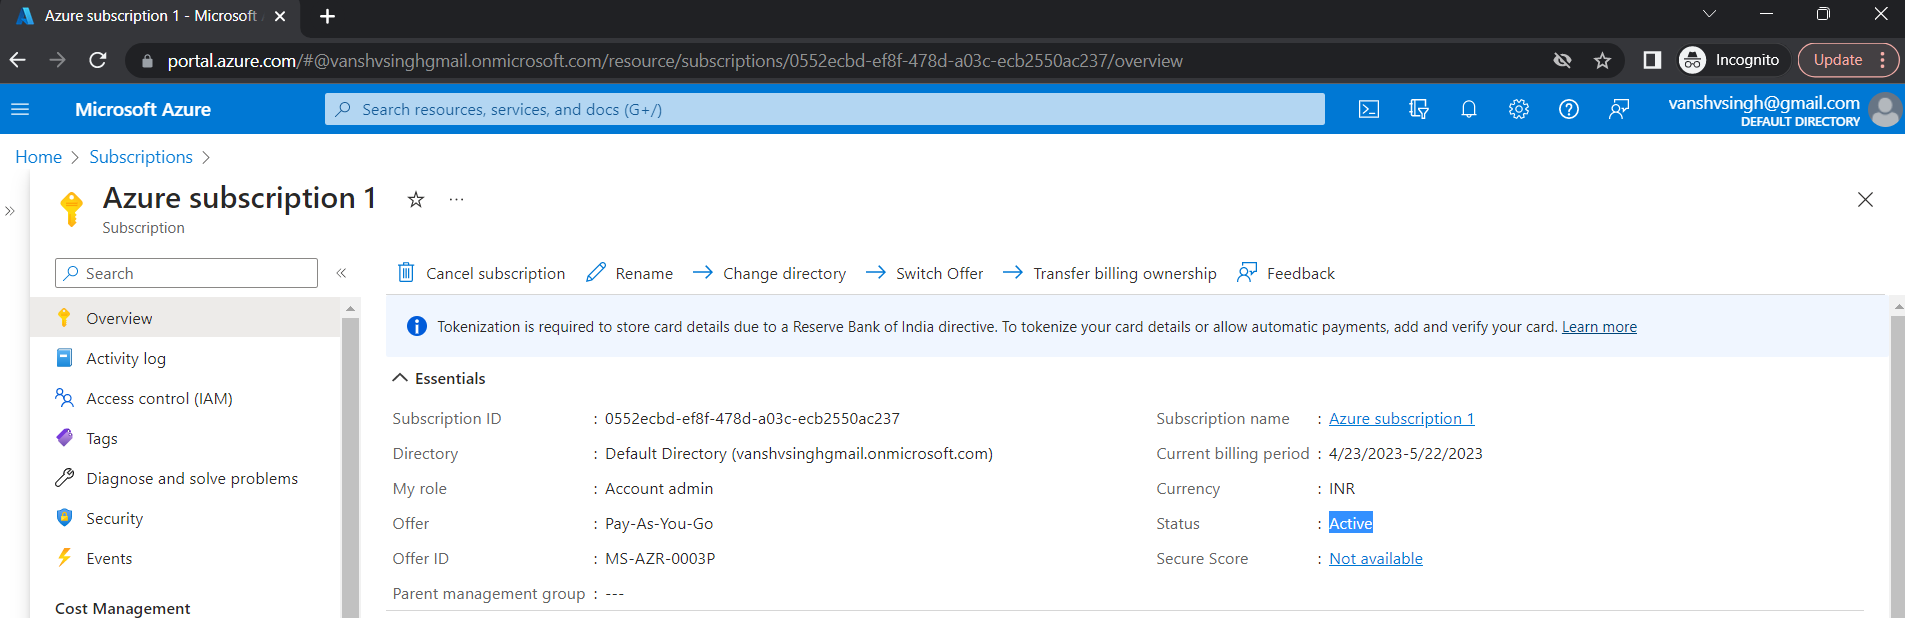 Azure subscription 1 - Microsoft A
portal.azure.com/#@vanshvsinghgmail.onmicrosoft.com/resource/subscriptions/0552ecbd-ef8f-478d-a03c-ecb2550ac237/overview
Incognito
Update
Microsoft Azure
Search resources, services, and docs (G+/)
vanshvsingh@gmail.com
DEFAULT DIRECTORY
Home > Subscriptions >
Azure subscription 1
Subscription
Search
Cancel subscription Rename Change directory Switch Offer Transfer billing ownership Feedback
Tokenization is required to store card details due to a Reserve Bank of India directive. To tokenize your card details or allow automatic payments, add and verify your card. Learn more
Overview
Activity log
Access control (IAM)
Tags
Diagnose and solve problems
Security
Events
Cost Management
Essentials
Subscription ID : 0552ecbd-ef8f-478d-a03c-ecb2550ac237
Directory : Default Directory (vanshvsinghgmail.onmicrosoft.com)
My role : Account admin
Offer : Pay-As-You-Go
Offer ID : MS-AZR-0003P
Parent management group : ---
Subscription name : Azure subscription 1
Current billing period : 4/23/2023-5/22/2023
Currency : INR
Status : Active
Secure Score : Not available